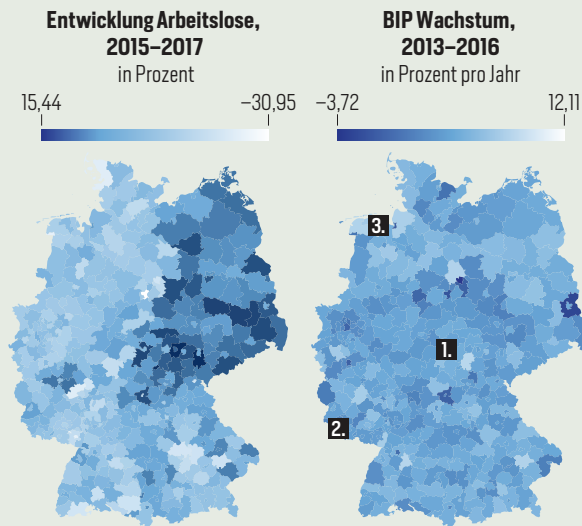 Entwicklung Arbeitslose,
2015–2017
in Prozent
15,44 −30,95
BIP Wachstum,
2013–2016
in Prozent pro Jahr
−3,72 12,11
3.
1.
2.